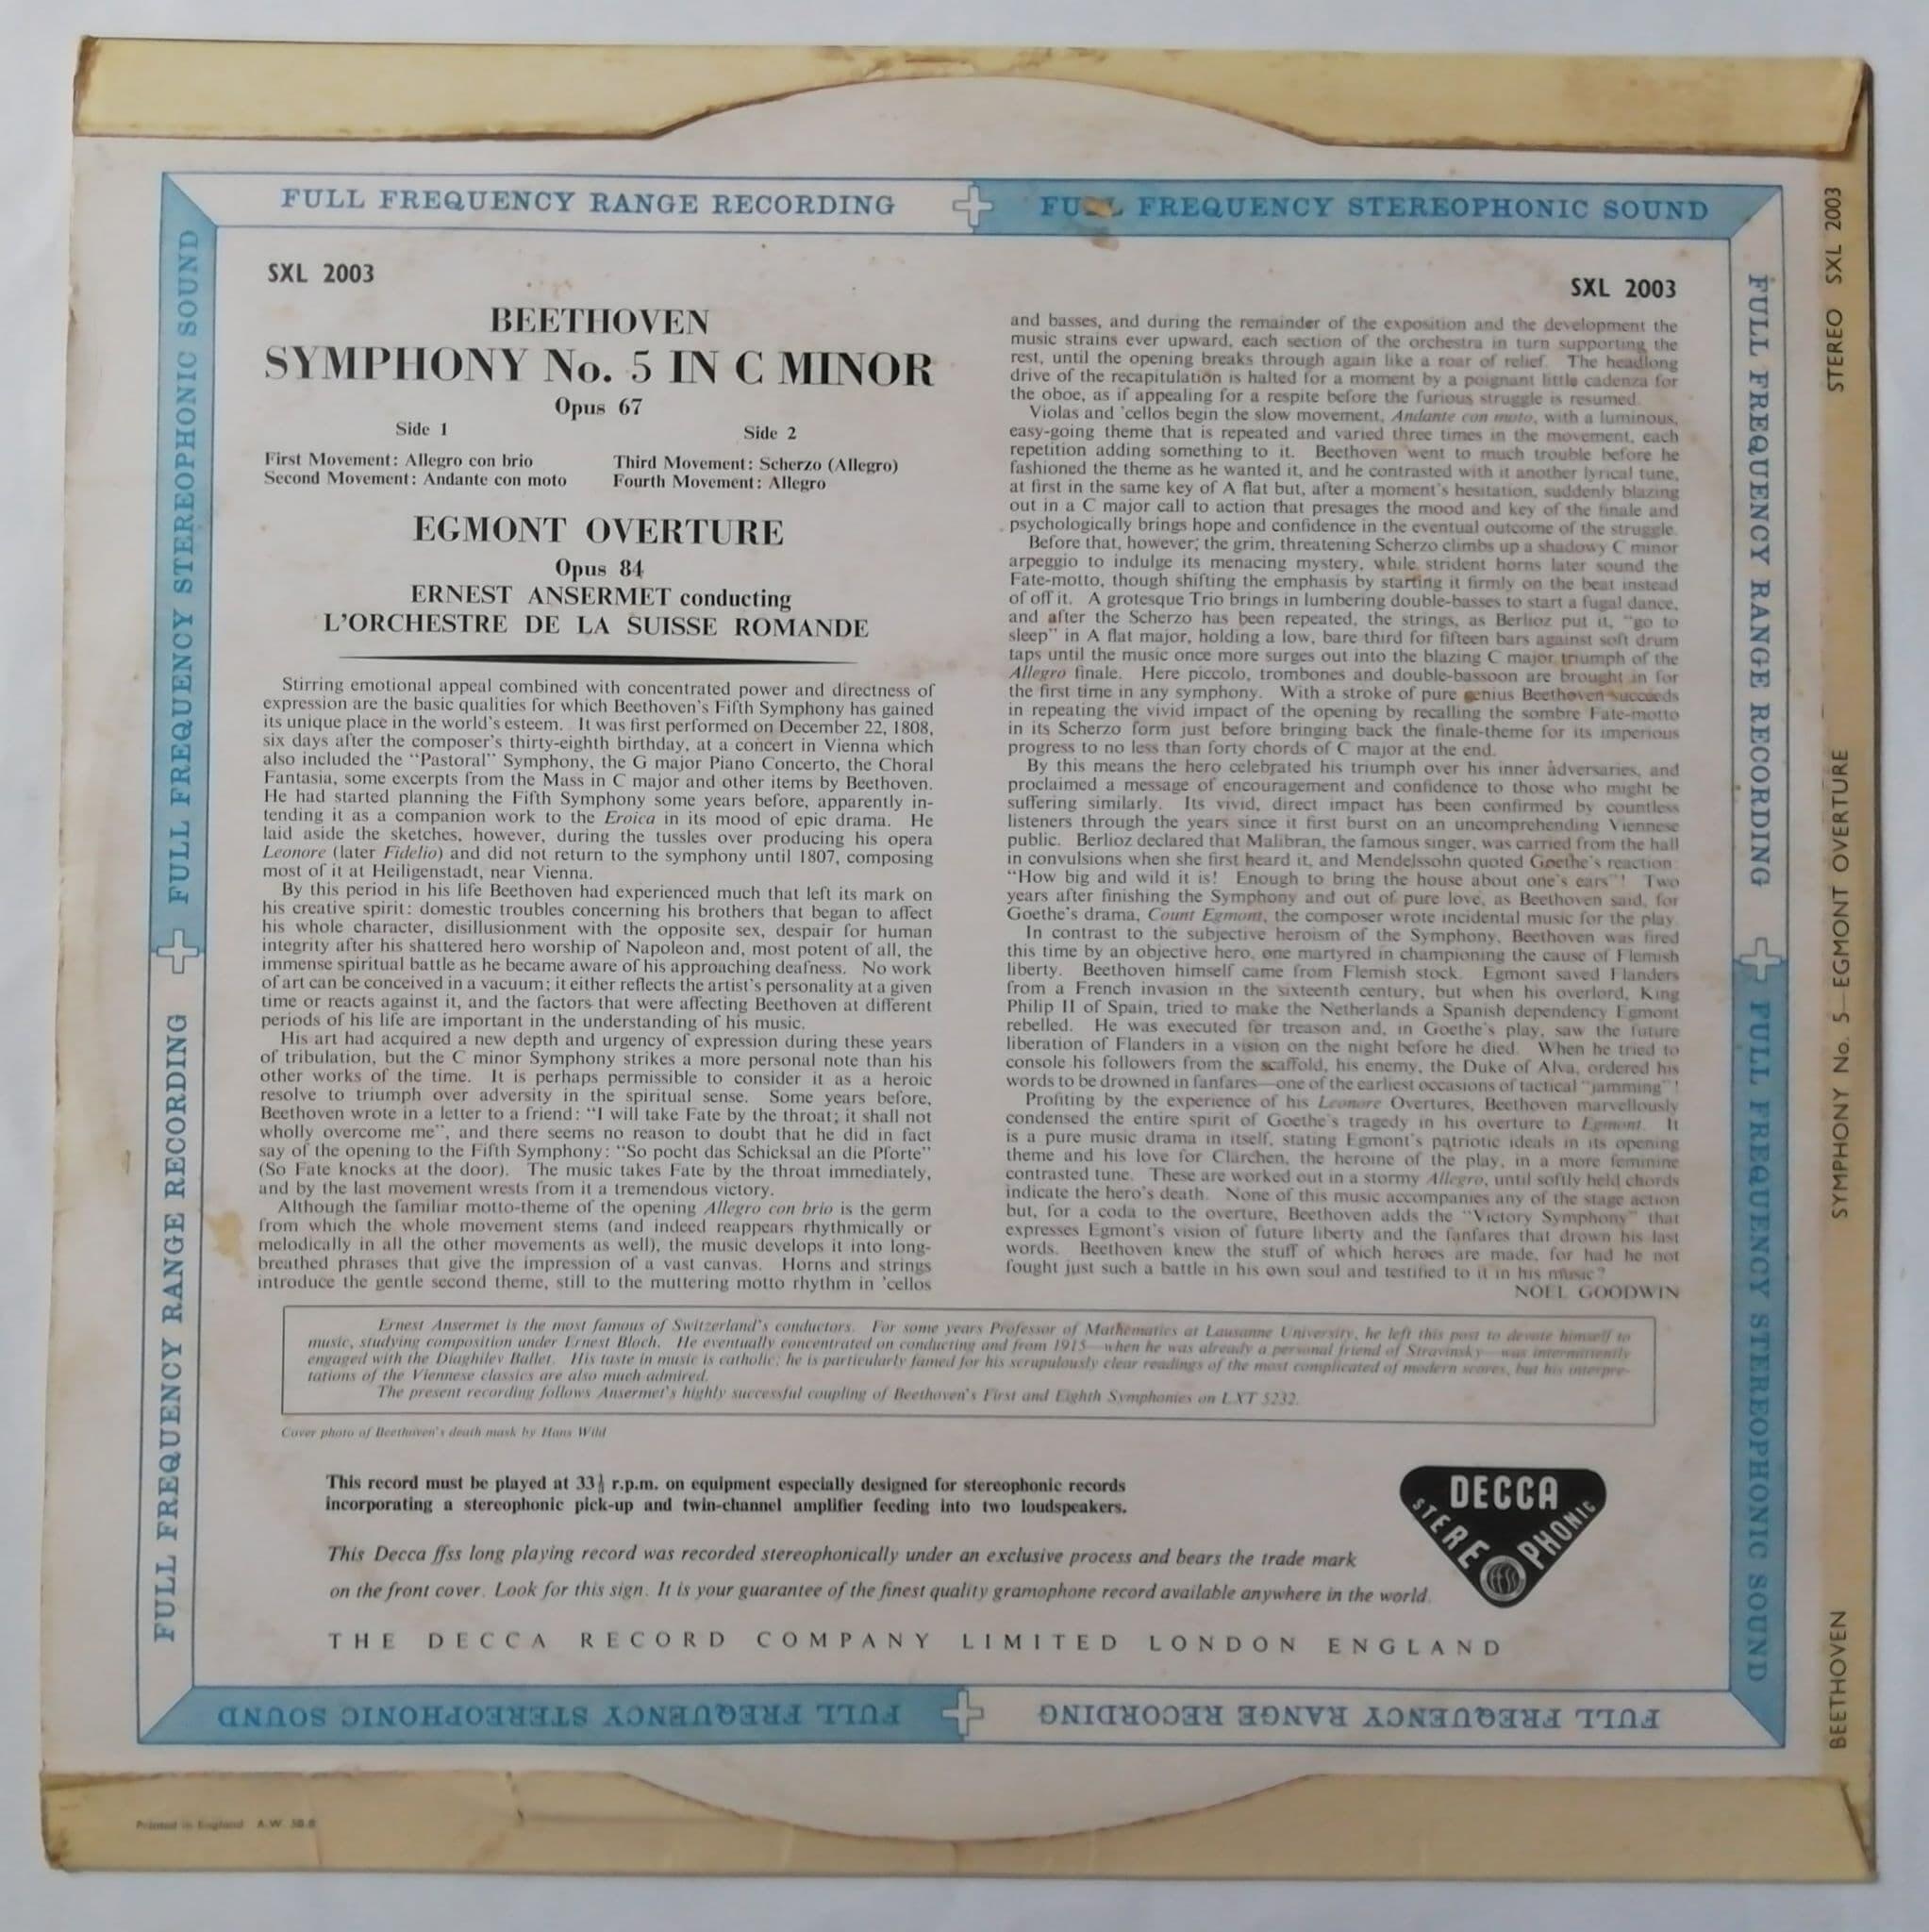 FULL FREQUENCY RANGE RECORDING
FULL FREQUENCY STEREOPHONIC SOUND
SXL 2003
BEETHOVEN
SYMPHONY No. 5 IN C MINOR
Opus 67
Side 1
Side 2
First Movement: Allegro con brio
Second Movement: Andante con moto
Third Movement: Scherzo (Allegro)
Fourth Movement: Allegro
EGMONT OVERTURE
Opus 84
ERNEST ANSERMET conducting
L'ORCHESTRE DE LA SUISSE ROMANDE
Stirring emotional appeal combined with concentrated power and directness of
expression are the basic qualities for which Beethoven's Fifth Symphony has gained
its unique place in the world's esteem. It was first performed on December 22, 1808,
six days after the composer's thirty-eighth birthday, at a concert in Vienna which
also included the "Pastoral" Symphony, the G major Piano Concerto, the Choral
Fantasia, some excerpts from the Mass in C major and other items by Beethoven.
He had started planning the Fifth Symphony some years before, apparently in-
tending it as a companion work to the Eroica in its mood of epic drama. He
laid aside the sketches, however, during the tussles over producing his opera
Leonore (later Fidelio) and did not return to the symphony until 1807, composing
most of it at Heiligenstadt, near Vienna.
By this period in his life Beethoven had experienced much that left its mark on
his creative spirit: domestic troubles concerning his brothers that began to affect
his whole character, disillusionment with the opposite sex, despair for human
integrity after his shattered hero worship of Napoleon and, most potent of all, the
immense spiritual battle as he became aware of his approaching deafness. No work
of art can be conceived in a vacuum; it either reflects the artist's personality at a given
time or reacts against it, and the factors that were affecting Beethoven at different
periods of his life are important in the understanding of his music.
His art had acquired a new depth and urgency of expression during these years
of tribulation, but the C minor Symphony strikes a more personal note than his
other works of the time. It is perhaps permissible to consider it as a heroic
resolve to triumph over adversity in the spiritual sense. Some years before,
Beethoven wrote in a letter to a friend: "I will take Fate by the throat; it shall not
wholly overcome me", and there seems no reason to doubt that he did in fact
say of the opening to the Fifth Symphony: "So pocht das Schicksal an die Pforte"
(So Fate knocks at the door). The music takes Fate by the throat immediately,
and by the last movement wrests from it a tremendous victory.
Although the familiar motto-theme of the opening Allegro con brio is the germ
from which the whole movement stems (and indeed reappears rhythmically or
melodically in all the other movements as well), the music develops it into long-
breathed phrases that give the impression of a vast canvas. Horns and strings
introduce the gentle second theme, still to the muttering motto rhythm in 'cellos
SXL 2003
and basses, and during the remainder of the exposition and the development the
music strains ever upward, each section of the orchestra in turn supporting the
rest, until the opening breaks through again like a roar of relief. The headlong
drive of the recapitulation is halted for a moment by a poignant little cadenza for
the oboe, as if appealing for a respite before the furious struggle is resumed.
Violas and 'cellos begin the slow movement, Andante con moto, with a luminous,
easy-going theme that is repeated and varied three times in the movement, each
repetition adding something to it. Beethoven went to much trouble before he
fashioned the theme as he wanted it, and he contrasted with it another lyrical tune,
at first in the same key of A flat but, after a moment's hesitation, suddenly blazing
out in a C major call to action that presages the mood and key of the finale and
psychologically brings hope and confidence in the eventual outcome of the struggle.
Before that, however, the grim, threatening Scherzo climbs up a shadowy C minor
arpeggio to indulge its menacing mystery, while strident horns later sound the
Fate-motto, though shifting the emphasis by starting it firmly on the beat instead
of off it. A grotesque Trio brings in lumbering double-basses to start a fugal dance,
and after the Scherzo has been repeated, the strings, as Berlioz put it, "go to
sleep" in A flat major, holding a low, bare third for fifteen bars against soft drum
taps until the music once more surges out into the blazing C major triumph of the
Allegro finale. Here piccolo, trombones and double-bassoon are brought in for
the first time in any symphony. With a stroke of pure genius Beethoven succeeds
in repeating the vivid impact of the opening by recalling the sombre Fate-motto
in its Scherzo form just before bringing back the finale-theme for its imperious
progress to no less than forty chords of C major at the end.
By this means the hero celebrated his triumph over his inner adversaries, and
proclaimed a message of encouragement and confidence to those who might be
suffering similarly. Its vivid, direct impact has been confirmed by countless
listeners through the years since it first burst on an uncomprehending Viennese
public. Berlioz declared that Malibran, the famous singer, was carried from the hall
in convulsions when she first heard it, and Mendelssohn quoted Goethe's reaction:
"How big and wild it is! Enough to bring the house about one's ears"! Two
years after finishing the Symphony and out of pure love, as Beethoven said, for
Goethe's drama, Count Egmont, the composer wrote incidental music for the play.
In contrast to the subjective heroism of the Symphony, Beethoven was fired
this time by an objective hero, one martyred in championing the cause of Flemish
liberty. Beethoven himself came from Flemish stock. Egmont saved Flanders
from a French invasion in the sixteenth century, but when his overlord, King
Philip II of Spain, tried to make the Netherlands a Spanish dependency Egmont
rebelled. He was executed for treason and, in Goethe's play, saw the future
liberation of Flanders in a vision on the night before he died. When he tried to
console his followers from the scaffold, his enemy, the Duke of Alva, ordered his
words to be drowned in fanfares—one of the earliest occasions of tactical "jamming"!
Profiting by the experience of his Leonore Overtures, Beethoven marvellously
condensed the entire spirit of Goethe's tragedy in his overture to Egmont. It
is a pure music drama in itself, stating Egmont's patriotic ideals in its opening
theme and his love for Clärchen, the heroine of the play, in a more feminine
contrasted tune. These are worked out in a stormy Allegro, until softly held chords
indicate the hero's death. None of this music accompanies any of the stage action
but, for a coda to the overture, Beethoven adds the "Victory Symphony" that
expresses Egmont's vision of future liberty and the fanfares that drown his last
words. Beethoven knew the stuff of which heroes are made, for had he not
fought just such a battle in his own soul and testified to it in his music?
NOEL GOODWIN
Ernest Ansermet is the most famous of Switzerland's conductors. For some years Professor of Mathematics at Lausanne University, he left this post to devote himself to
music, studying composition under Ernest Bloch. He eventually concentrated on conducting and from 1915—when he was already a personal friend of Stravinsky—was intermittently
engaged with the Diaghilev Ballet. His taste in music is catholic; he is particularly famed for his scrupulously clear readings of the most complicated of modern scores, but his interpre-
tations of the Viennese classics are also much admired.
The present recording follows Ansermet's highly successful coupling of Beethoven's First and Eighth Symphonies on LXT 5232.
Cover photo of Beethoven's death mask by Hans Wild
This record must be played at 33⅓ r.p.m. on equipment especially designed for stereophonic records
incorporating a stereophonic pick-up and twin-channel amplifier feeding into two loudspeakers.
This Decca ffss long playing record was recorded stereophonically under an exclusive process and bears the trade mark
on the front cover. Look for this sign. It is your guarantee of the finest quality gramophone record available anywhere in the world.
DECCA
STEREOPHONIC
THE DECCA RECORD COMPANY LIMITED LONDON ENGLAND
FULL FREQUENCY RANGE RECORDING
FULL FREQUENCY STEREOPHONIC SOUND
FULL FREQUENCY RANGE RECORDING
FULL FREQUENCY STEREOPHONIC SOUND
FULL FREQUENCY RANGE RECORDING
FULL FREQUENCY STEREOPHONIC SOUND
Printed in England A.W.
BEETHOVEN
SYMPHONY No. 5—EGMONT OVERTURE
STEREO SXL 2003